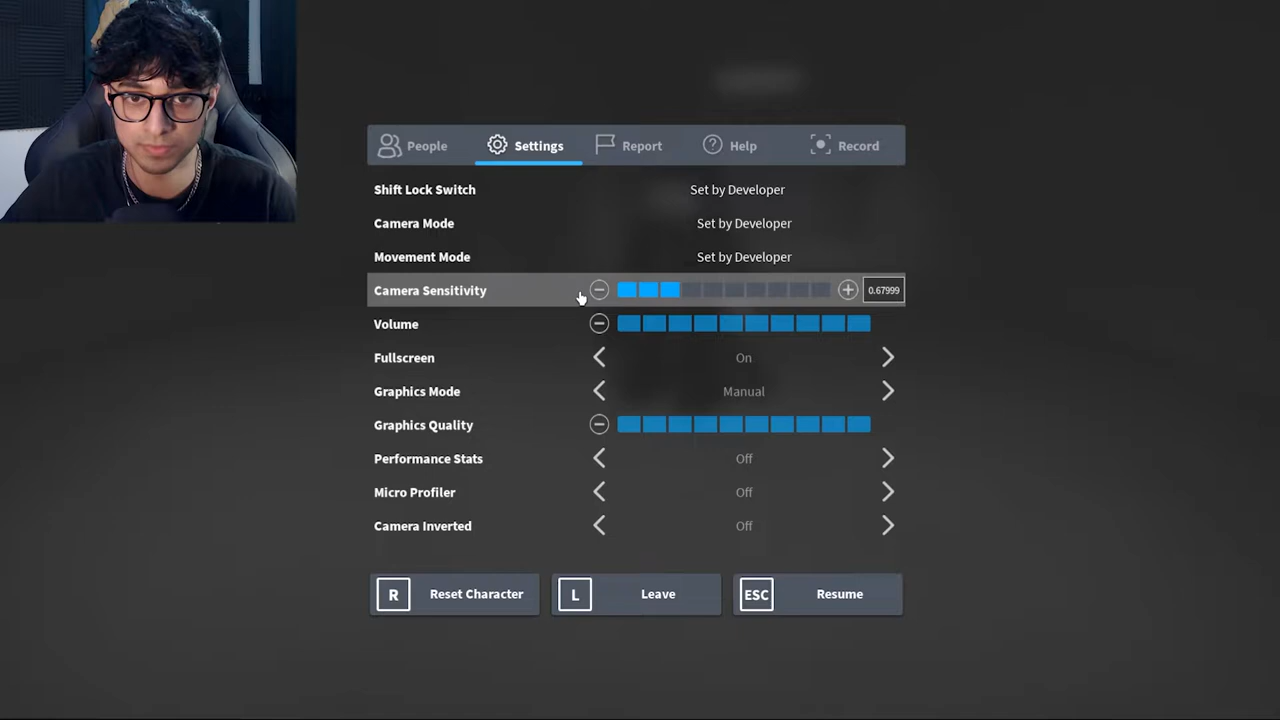 People Settings Report Help Record
Shift Lock Switch Set by Developer
Camera Mode Set by Developer
Movement Mode Set by Developer
Camera Sensitivity 0.67999
Volume
Fullscreen On
Graphics Mode Manual
Graphics Quality
Performance Stats Off
Micro Profiler Off
Camera Inverted Off
R Reset Character L Leave ESC Resume